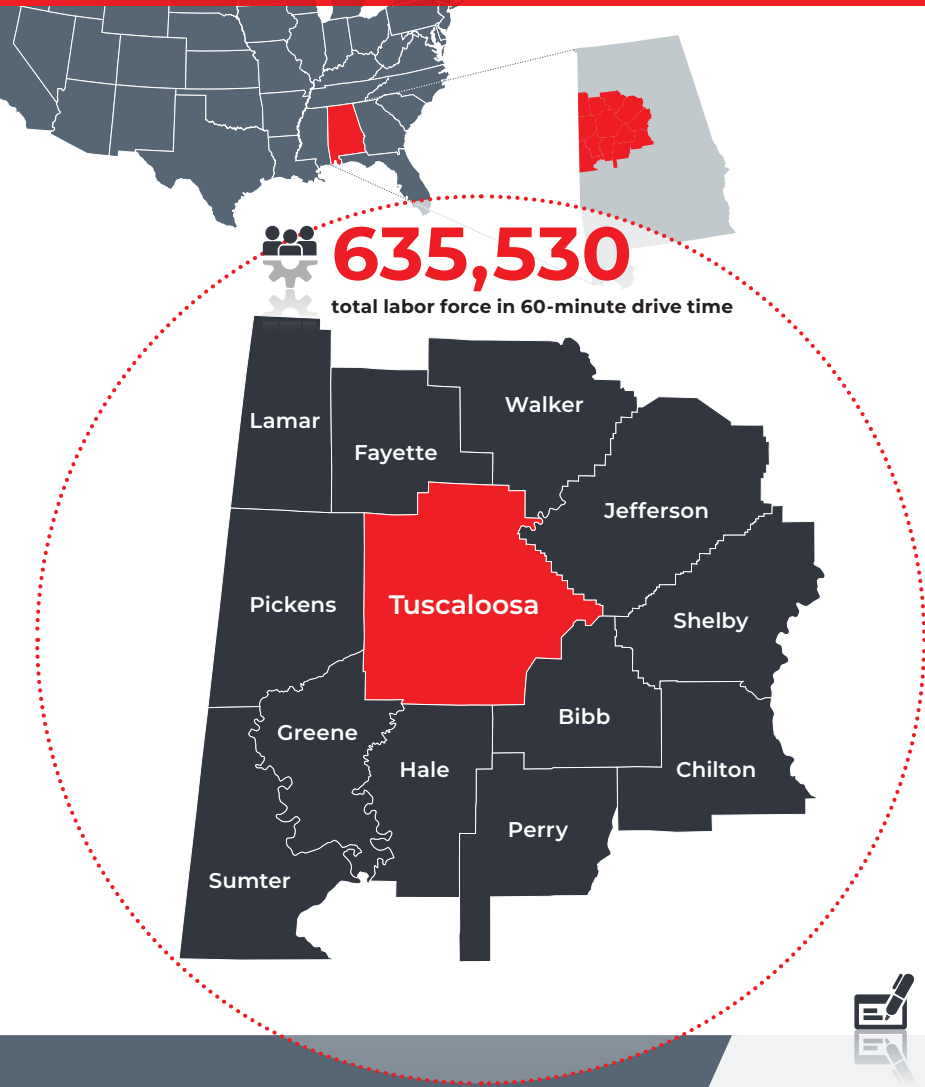 635,530
total labor force in 60-minute drive time
Lamar
Walker
Fayette
Jefferson
Pickens
Tuscaloosa
Shelby
Bibb
Greene
Hale
Chilton
Perry
Sumter